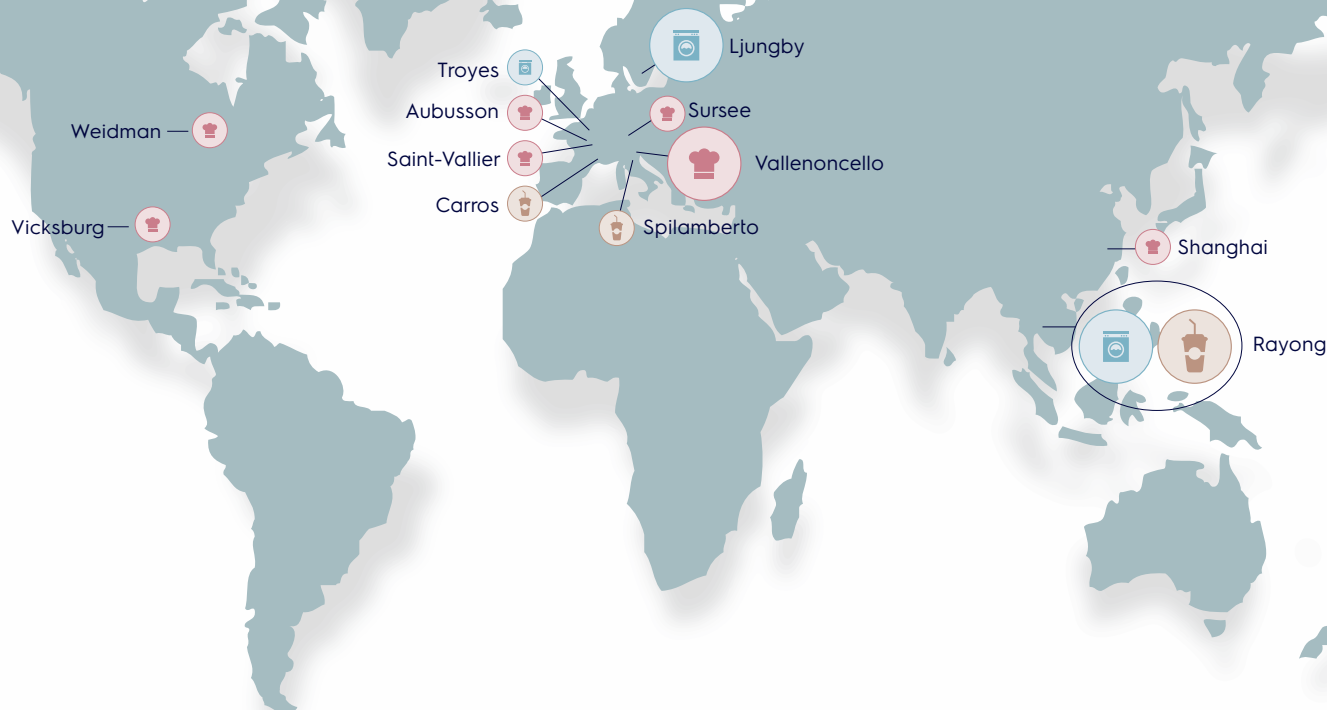 Ljungby
Troyes
Aubusson
Sursee
Weidman
Saint-Vallier
Vallenoncello
Carros
Vicksburg
Spilamberto
Shanghai
Rayong